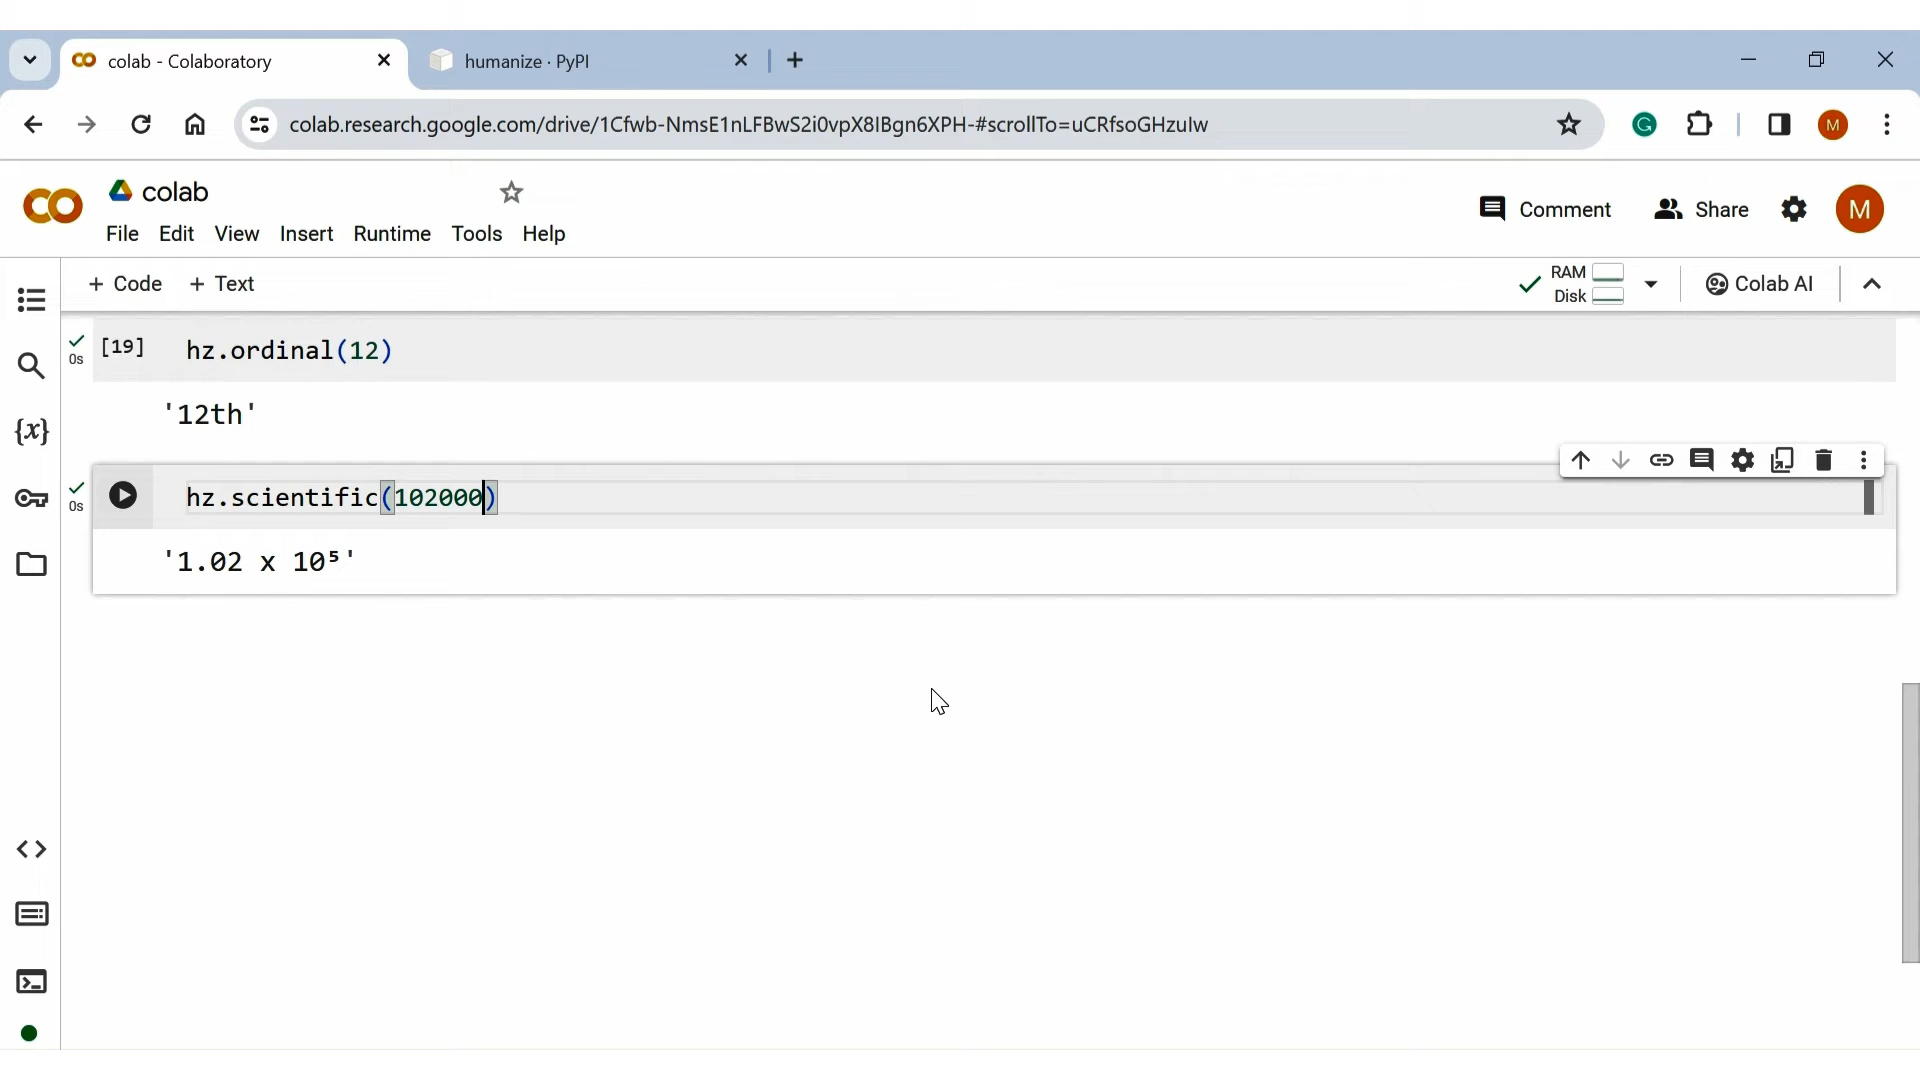 colab - Colaboratory
humanize · PyPI
colab.research.google.com/drive/1Cfwb-NmsE1nLFBwS2i0vpX8IBgn6XPH-#scrollTo=uCRfsoGHzuIw
M
colab
Comment
Share
M
File Edit View Insert Runtime Tools Help
+ Code + Text
RAM
Disk
Colab AI
0s
[19] hz.ordinal(12)
'12th'
0s
hz.scientific(102000)
'1.02 x 10⁵'